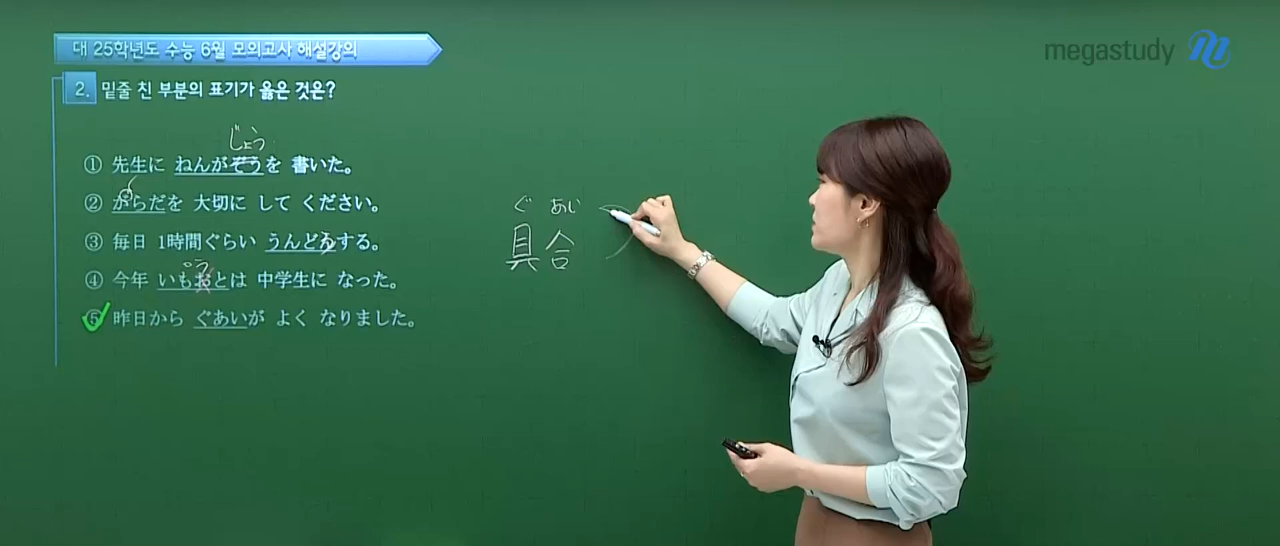 대 25학년도 수능 6월 모의고사 해설강의
megastudy
2. 밑줄 친 부분의 표기가 옳은 것은?
じょう
① 先生に ねんがぞうを 書いた。
② がらだを 大切に して ください。
③ 毎日 1時間ぐらい うんどうする。
よう
④ 今年 いもおとは 中学生に なった。
⑤ 昨日から ぐあいが よく なりました。
ぐ あい
具合